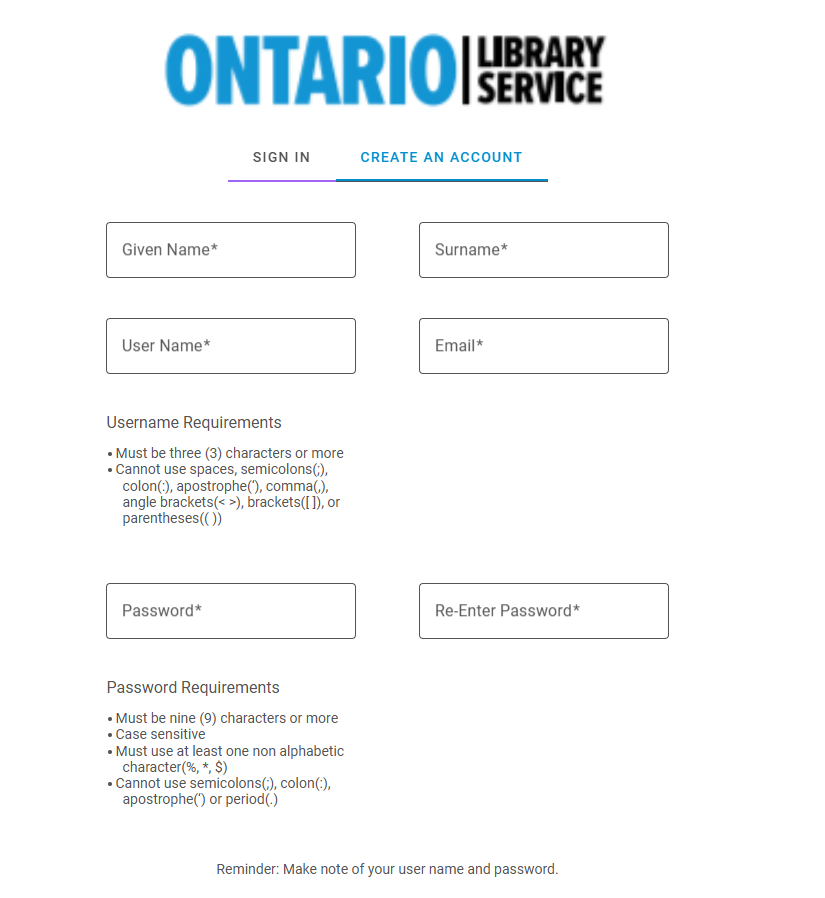 ONTARIO LIBRARY SERVICE
SIGN IN
CREATE AN ACCOUNT
Given Name*
Surname*
User Name*
Email*
Username Requirements
• Must be three (3) characters or more
• Cannot use spaces, semicolons(;),
colon(:), apostrophe('), comma(,),
angle brackets(< >), brackets([ ]), or
parentheses(( ))
Password*
Re-Enter Password*
Password Requirements
• Must be nine (9) characters or more
• Case sensitive
• Must use at least one non alphabetic
character(%, *, $)
• Cannot use semicolons(;), colon(:),
apostrophe(') or period(.)
Reminder: Make note of your user name and password.